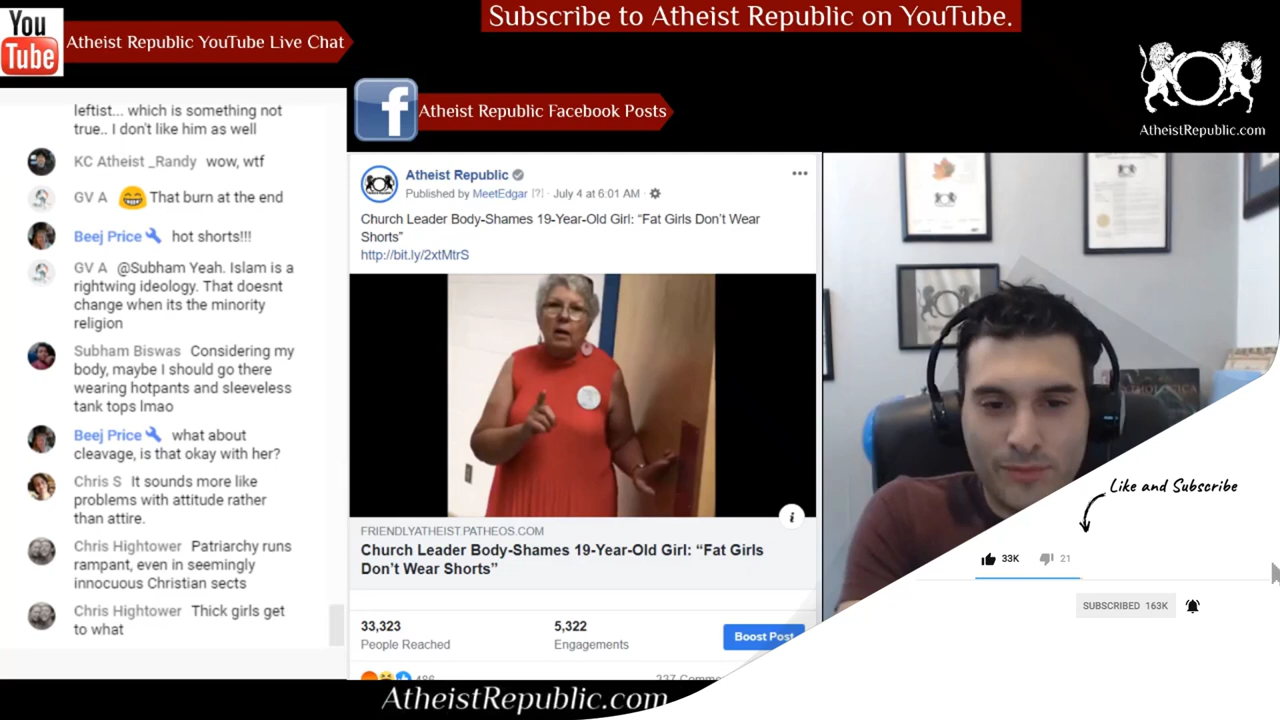 Subscribe to Atheist Republic on YouTube.
You
Tube
Atheist Republic YouTube Live Chat
leftist... which is something not
true.. I don't like him as well
KC Atheist _Randy wow, wtf
GV A 😂 That burn at the end
Beej Price hot shorts!!!
GV A @Subham Yeah. Islam is a
rightwing ideology. That doesnt
change when its the minority
religion
Subham Biswas Considering my
body, maybe I should go there
wearing hotpants and sleeveless
tank tops lmao
Beej Price what about
cleavage, is that okay with her?
Chris S It sounds more like
problems with attitude rather
than attire.
Chris Hightower Patriarchy runs
rampant, even in seemingly
innocuous Christian sects
Chris Hightower Thick girls get
to what
f
Atheist Republic Facebook Posts
Atheist Republic
Published by MeetEdgar [?] · July 4 at 6:01 AM ·
Church Leader Body-Shames 19-Year-Old Girl: “Fat Girls Don’t Wear
Shorts”
http://bit.ly/2xtMtrS
i
FRIENDLYATHEIST.PATHEOS.COM
Church Leader Body-Shames 19-Year-Old Girl: “Fat Girls
Don’t Wear Shorts”
33,323
People Reached
5,322
Engagements
Boost Post
AtheistRepublic.com
AtheistRepublic.com
Like and Subscribe
33K
21
SUBSCRIBED 163K